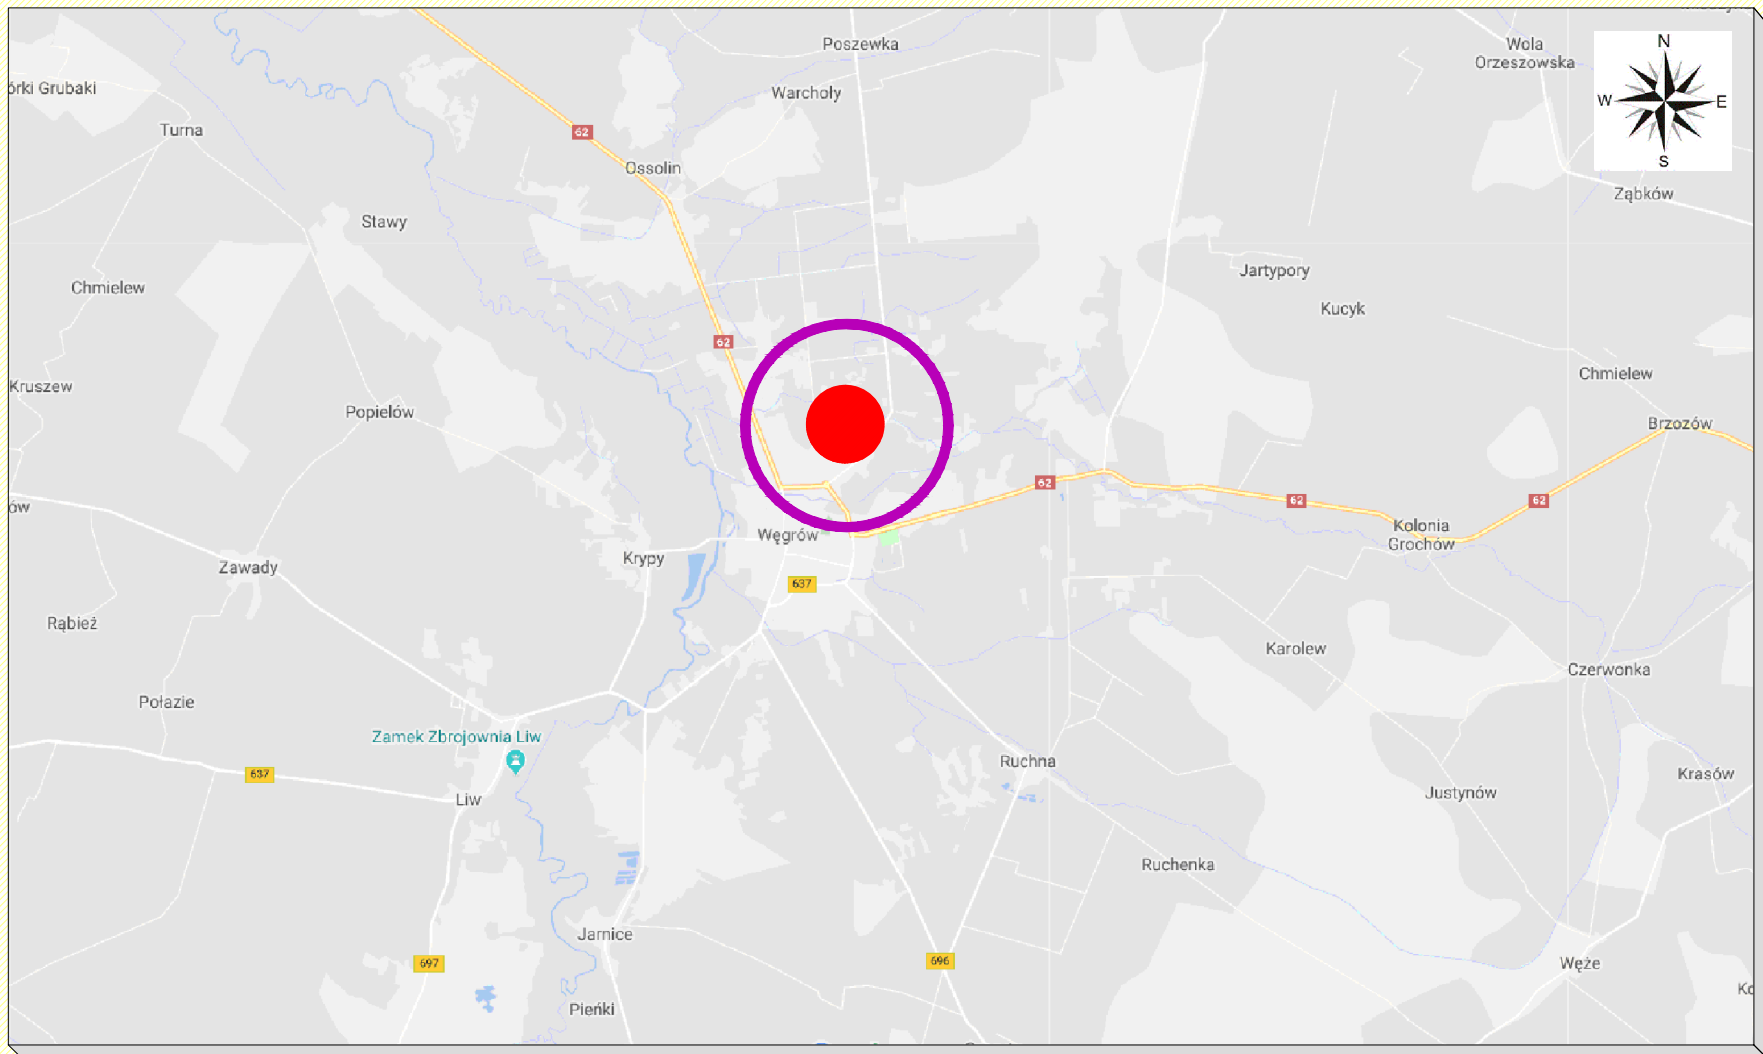 Poszewka
Wola
Orzeszowska
N
W
E
S
órki Grubaki
Warchoły
Turna
62
Ossolin
Ząbków
Stawy
Jartypory
Chmielew
Kucyk
62
Chmielew
Kruszew
Popielów
Brzozów
62
62
62
ów
Kolonia
Grochów
Węgrów
Krypy
Zawady
637
Rąbież
Karolew
Czerwonka
Połazie
Zamek Zbrojownia Liw
Ruchna
637
Krasów
Liw
Justynów
Ruchenka
Jarnice
697
696
Węże
Ko
Pieńki